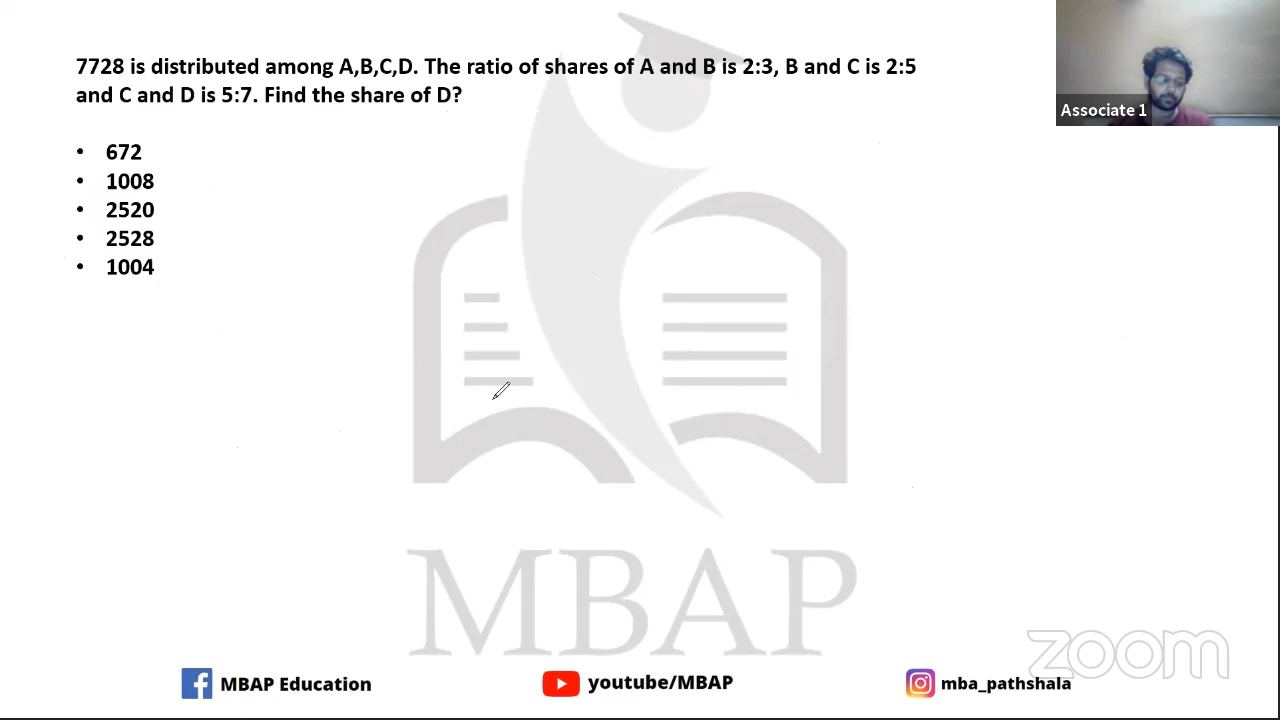 7728 is distributed among A,B,C,D. The ratio of shares of A and B is 2:3, B and C is 2:5
and C and D is 5:7. Find the share of D?
• 672
• 1008
• 2520
• 2528
• 1004
Associate 1
MBAP
zoom
MBAP Education
youtube/MBAP
mba_pathshala